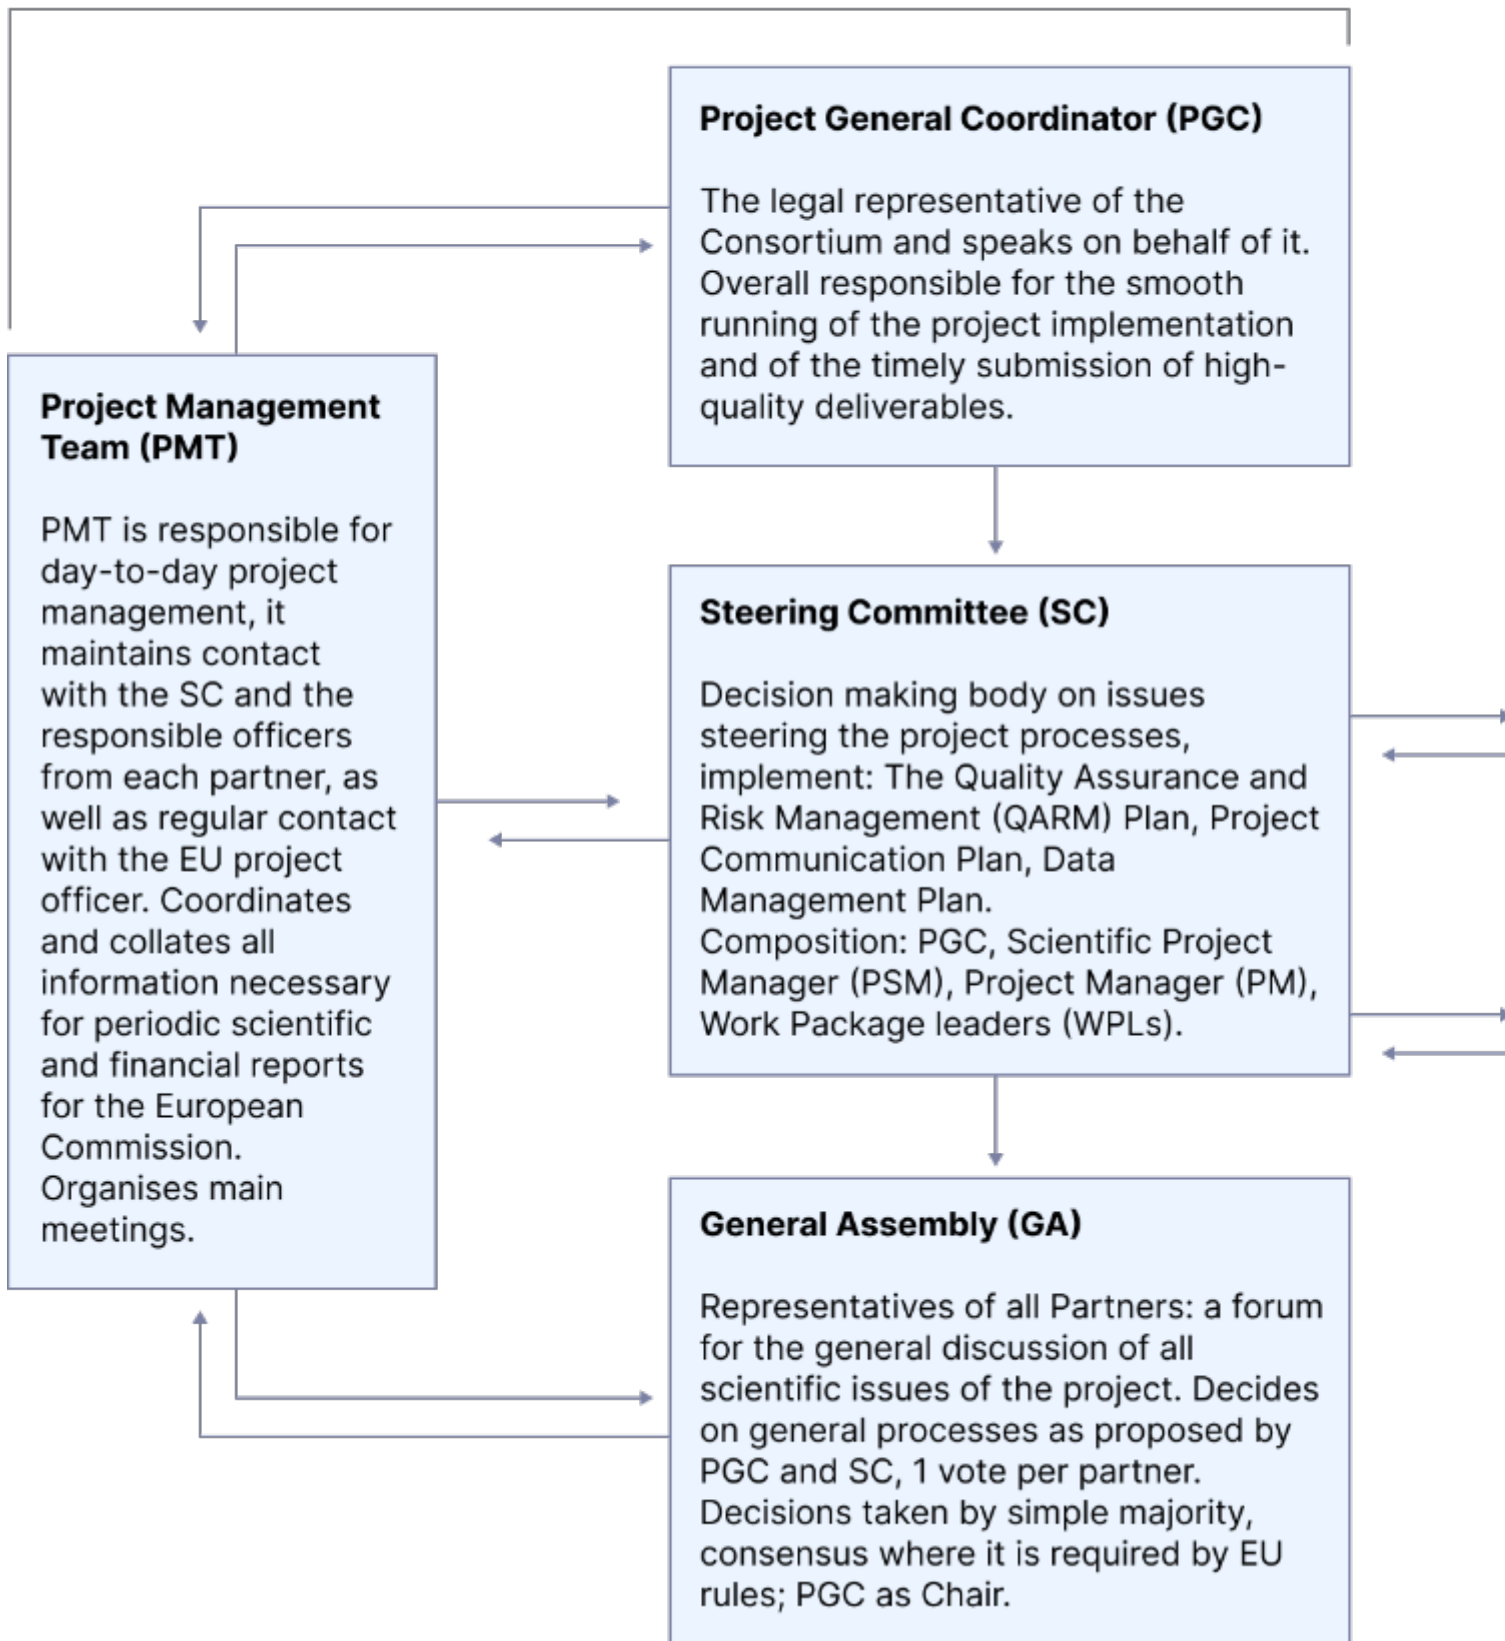 Project General Coordinator (PGC)
The legal representative of the
Consortium and speaks on behalf of it.
Overall responsible for the smooth
running of the project implementation
and of the timely submission of high-
quality deliverables.
Project Management
Team (PMT)
PMT is responsible for
day-to-day project
management, it
maintains contact
with the SC and the
responsible officers
from each partner, as
well as regular contact
with the EU project
officer. Coordinates
and collates all
information necessary
for periodic scientific
and financial reports
for the European
Commission.
Organises main
meetings.
Steering Committee (SC)
Decision making body on issues
steering the project processes,
implement: The Quality Assurance and
Risk Management (QARM) Plan, Project
Communication Plan, Data
Management Plan.
Composition: PGC, Scientific Project
Manager (PSM), Project Manager (PM),
Work Package leaders (WPLs).
General Assembly (GA)
Representatives of all Partners: a forum
for the general discussion of all
scientific issues of the project. Decides
on general processes as proposed by
PGC and SC, 1 vote per partner.
Decisions taken by simple majority,
consensus where it is required by EU
rules; PGC as Chair.